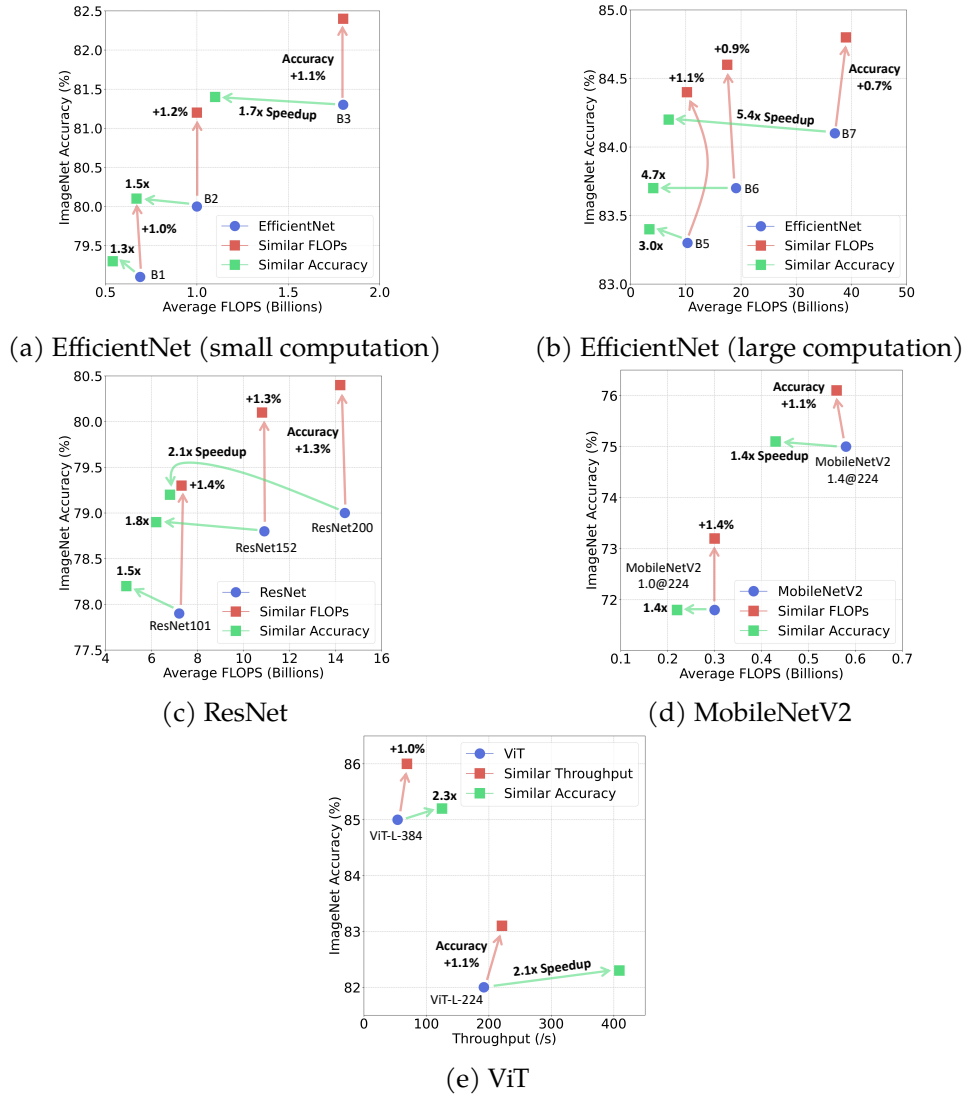 85.0
82.5
82.0
81.5
81.0
80.5
80.0
79.5
ImageNet Accuracy (%)
Accuracy
+1.1%
+1.2%
1.7x Speedup
B3
1.5x
B2
+1.0%
1.3x
B1
EfficientNet
Similar FLOPs
Similar Accuracy
0.5
1.0
1.5
2.0
Average FLOPS (Billions)
84.5
84.0
83.5
83.0
ImageNet Accuracy (%)
+0.9%
+1.1%
Accuracy
+0.7%
5.4x Speedup
B7
4.7x
B6
3.0x
B5
EfficientNet
Similar FLOPs
Similar Accuracy
0
10
20
30
40
50
Average FLOPS (Billions)
(a) EfficientNet (small computation)
(b) EfficientNet (large computation)
80.5
80.0
79.5
79.0
78.5
78.0
77.5
ImageNet Accuracy (%)
+1.3%
Accuracy
+1.3%
2.1x Speedup
+1.4%
ResNet200
1.8x
ResNet152
1.5x
ResNet101
ResNet
Similar FLOPs
Similar Accuracy
4
6
8
10
12
14
16
Average FLOPS (Billions)
76
75
74
73
72
ImageNet Accuracy (%)
Accuracy
+1.1%
1.4x Speedup
MobileNetV2
1.4@224
+1.4%
MobileNetV2
1.0@224
1.4x
MobileNetV2
Similar FLOPs
Similar Accuracy
0.1
0.2
0.3
0.4
0.5
0.6
0.7
Average FLOPS (Billions)
(c) ResNet
(d) MobileNetV2
86
85
84
83
82
ImageNet Accuracy (%)
+1.0%
2.3x
ViT-L-384
ViT
Similar Throughput
Similar Accuracy
Accuracy
+1.1%
2.1x Speedup
ViT-L-224
0
100
200
300
400
Throughput (/s)
(e) ViT